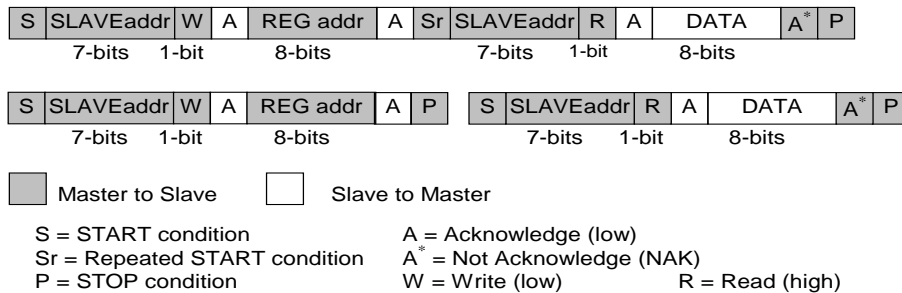 S SLAVEaddr W A REG addr A Sr SLAVEaddr R A DATA A* P
7-bits 1-bit 8-bits 7-bits 1-bit 8-bits
S SLAVEaddr W A REG addr A P S SLAVEaddr R A DATA A* P
7-bits 1-bit 8-bits 7-bits 1-bit 8-bits
Master to Slave Slave to Master
S = START condition A = Acknowledge (low)
Sr = Repeated START condition A* = Not Acknowledge (NAK)
P = STOP condition W = Write (low) R = Read (high)